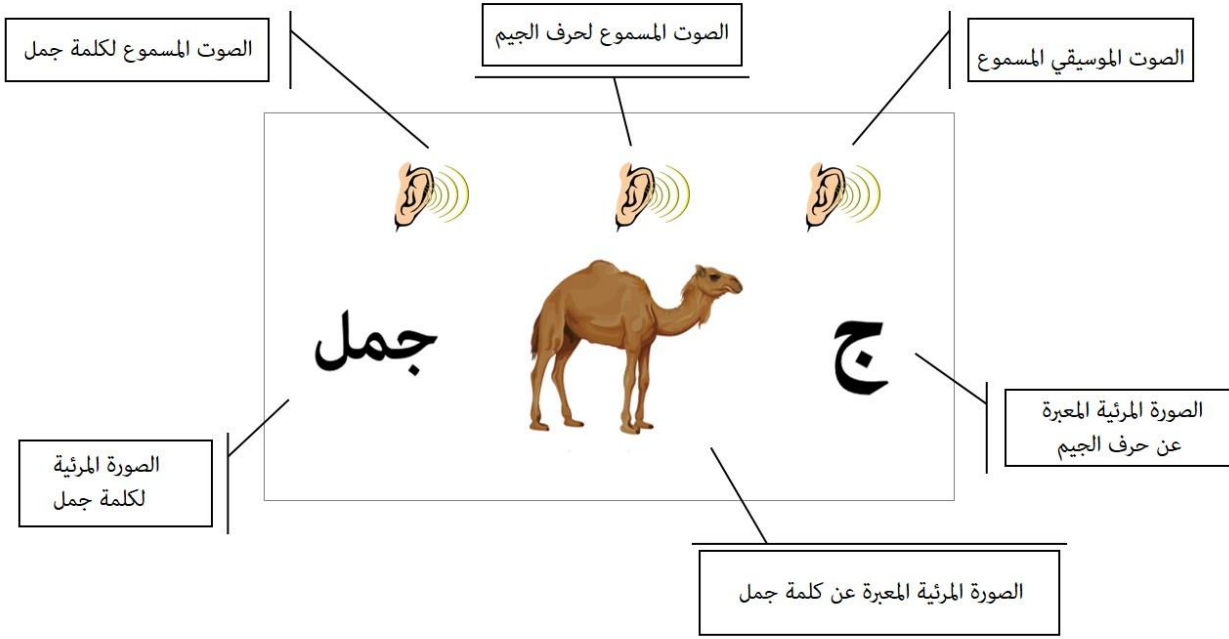 الصوت الموسيقي المسموع
الصوت المسموع لحرف الجيم
الصوت المسموع لكلمة جمل
ج
جمل
الصورة المرئية المعبرة
عن حرف الجيم
الصورة المرئية
لكلمة جمل
الصورة المرئية المعبرة عن كلمة جمل